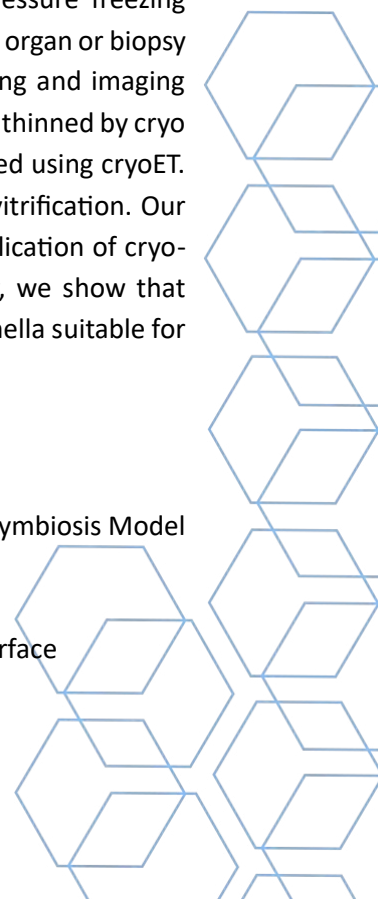 essure freezing
organ or biopsy
ng and imaging
thinned by cryo
ed using cryoET.
vitrification. Our
lication of cryo-
, we show that
nella suitable for
ymbiosis Model
rface